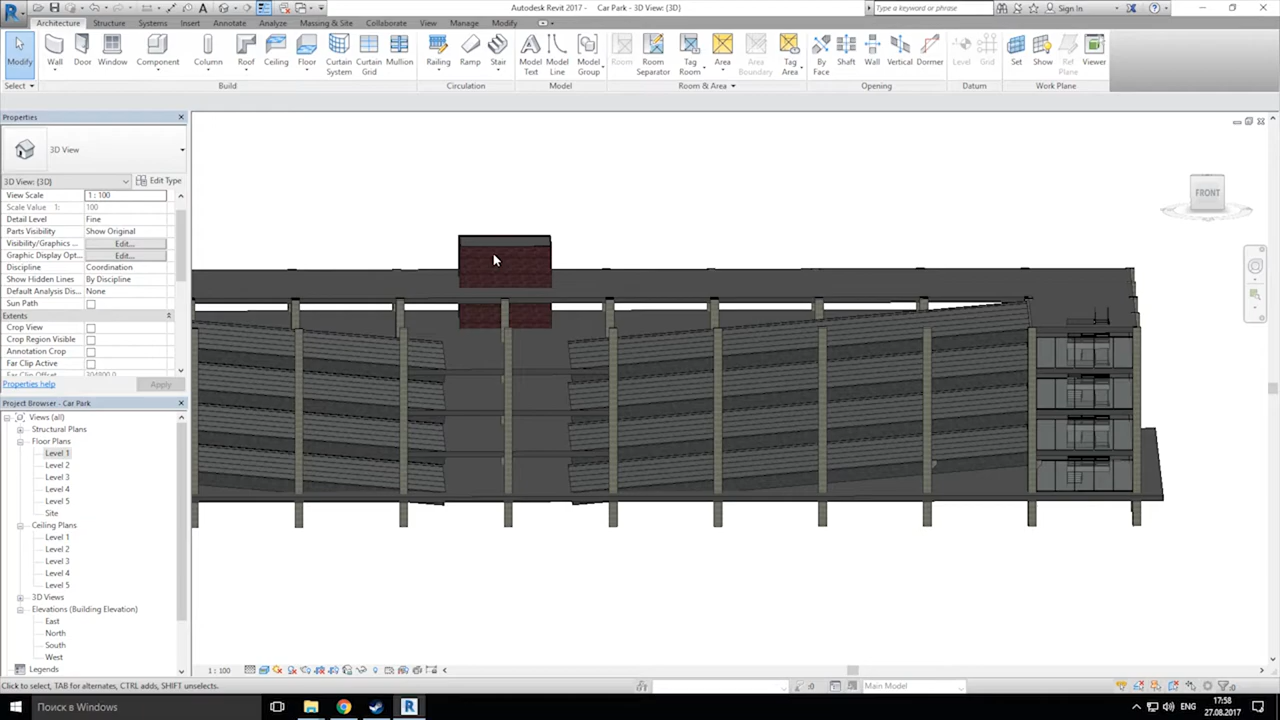 Autodesk Revit 2017 - Car Park - 3D View: {3D}
Type a keyword or phrase
Sign In
Architecture Structure Systems Insert Annotate Analyze Massing & Site Collaborate View Manage Modify
Modify
Wall
Door
Window
Component
Column
Roof
Ceiling
Floor
Curtain System
Curtain Grid
Mullion
Railing
Ramp
Stair
Model Text
Model Line
Model Group
Room
Room Separator
Tag Room
Area
Area Boundary
Tag Area
By Face
Shaft
Wall
Vertical
Dormer
Level
Grid
Set
Show
Ref Plane
Viewer
Select
Build
Circulation
Model
Room & Area
Opening
Datum
Work Plane
Properties
3D View
3D View: {3D}
Edit Type
View Scale 1 : 100
Scale Value 1: 100
Detail Level Fine
Parts Visibility Show Original
Visibility/Graphics ... Edit...
Graphic Display Opt... Edit...
Discipline Coordination
Show Hidden Lines By Discipline
Default Analysis Dis... None
Sun Path
Extents
Crop View
Crop Region Visible
Annotation Crop
Far Clip Active
Far Clip Offset 304800.0
Properties help
Apply
FRONT
Project Browser - Car Park
Views (all)
Structural Plans
Floor Plans
Level 1
Level 2
Level 3
Level 4
Level 5
Site
Ceiling Plans
Level 1
Level 2
Level 3
Level 4
Level 5
3D Views
Elevations (Building Elevation)
East
North
South
West
Legends
1 : 100
Click to select, TAB for alternates, CTRL adds, SHIFT unselects.
:0
Main Model
:0
Поиск в Windows
ENG
17:58
27.08.2017